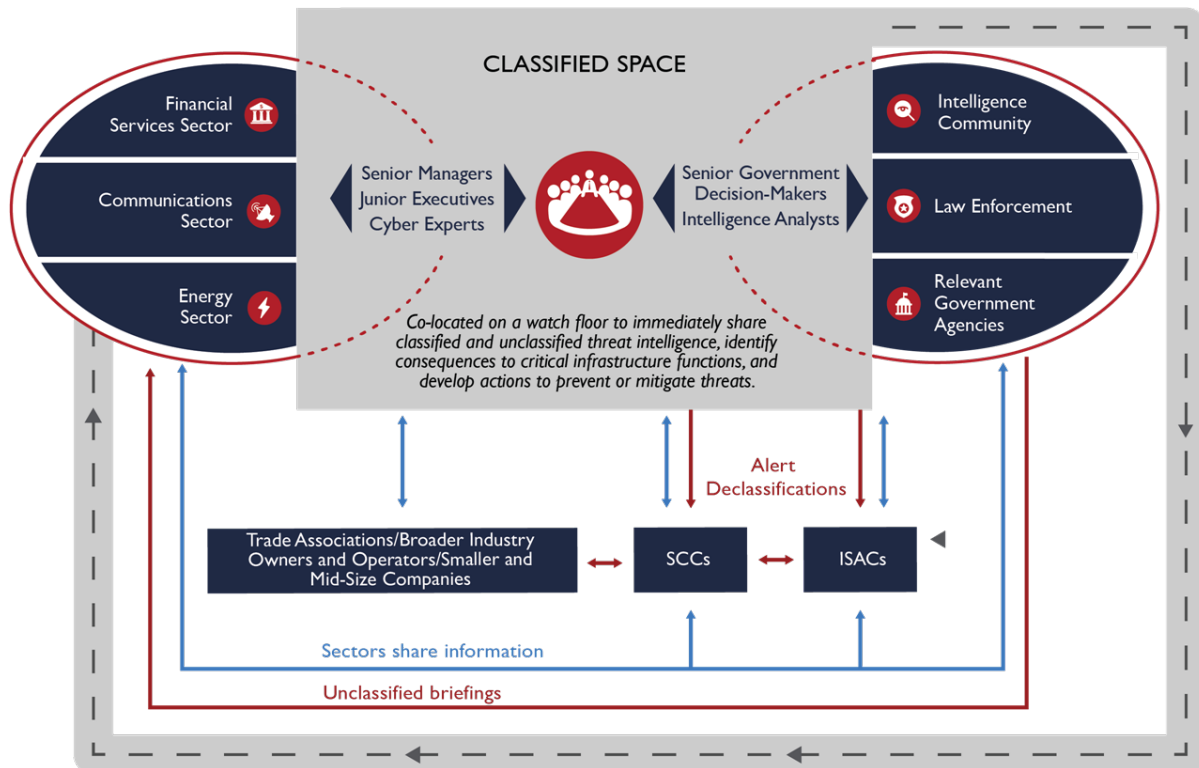 CLASSIFIED SPACE
Financial
Services Sector
Communications
Sector
Energy
Sector
Senior Managers
Junior Executives
Cyber Experts
Senior Government
Decision-Makers
Intelligence Analysts
Intelligence
Community
Law Enforcement
Relevant
Government
Agencies
Co-located on a watch floor to immediately share
classified and unclassified threat intelligence, identify
consequences to critical infrastructure functions, and
develop actions to prevent or mitigate threats.
Alert
Declassifications
Trade Associations/Broader Industry
Owners and Operators/Smaller and
Mid-Size Companies
SCCs
ISACs
Sectors share information
Unclassified briefings